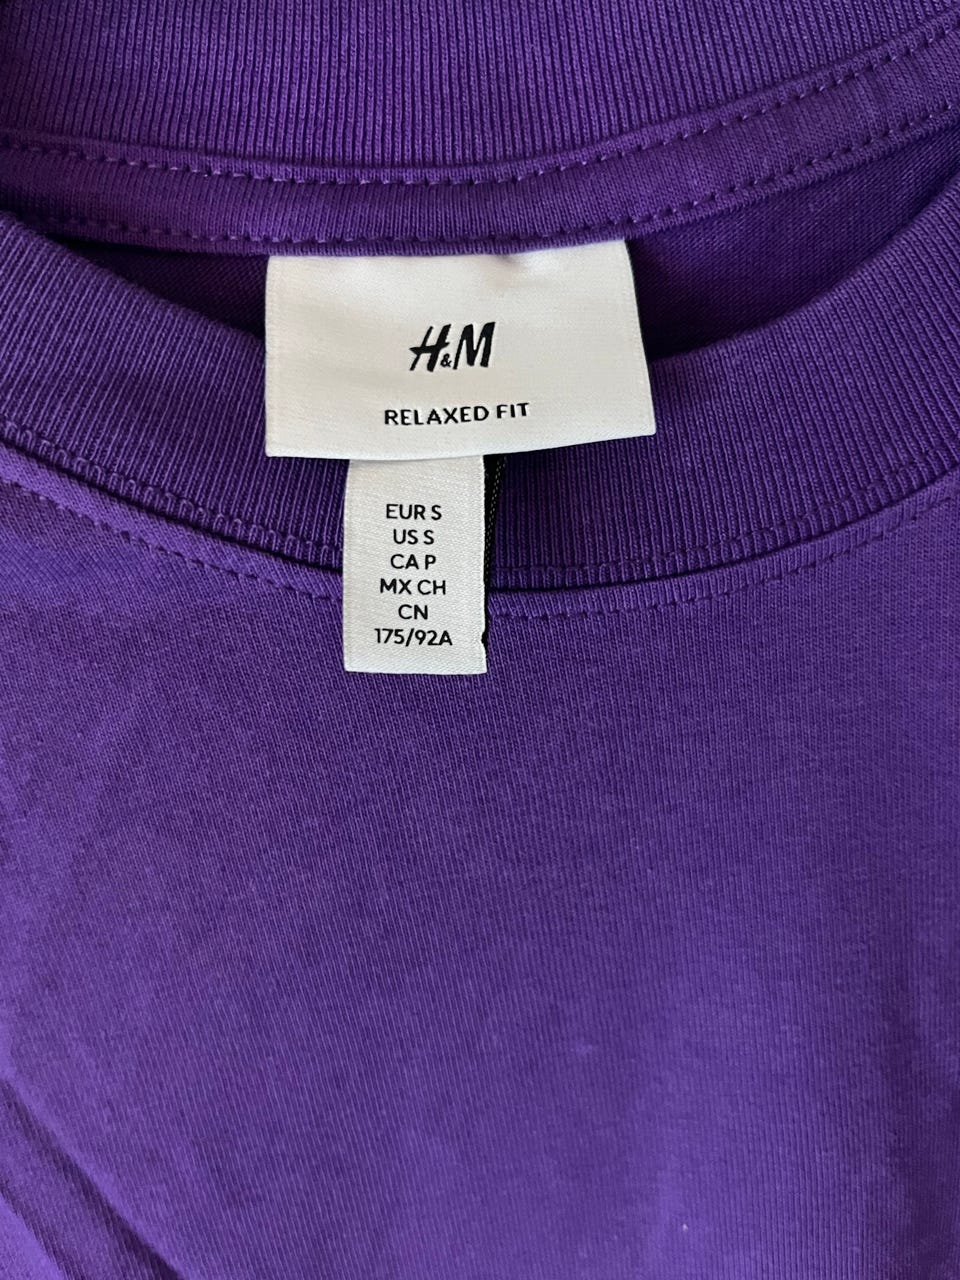 H&M
RELAXED FIT
EUR S
US S
CA P
MX CH
CN
175/92A